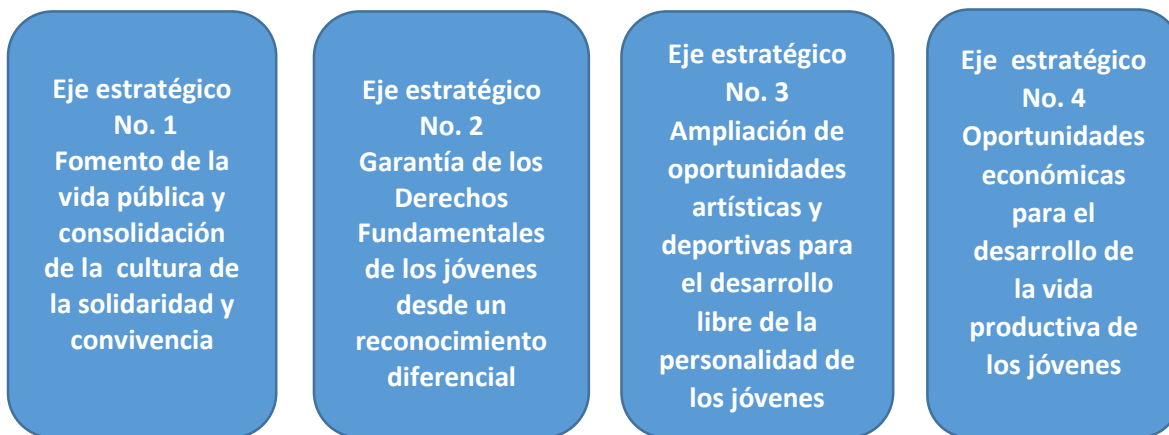 Eje estratégico
No. 1
Fomento de la
vida pública y
consolidación
de la cultura de
la solidaridad y
convivencia
Eje estratégico
No. 2
Garantía de los
Derechos
Fundamentales
de los jóvenes
desde un
reconocimiento
diferencial
Eje estratégico
No. 3
Ampliación de
oportunidades
artísticas y
deportivas para
el desarrollo
libre de la
personalidad de
los jóvenes
Eje estratégico
No. 4
Oportunidades
económicas
para el
desarrollo de
la vida
productiva de
los jóvenes